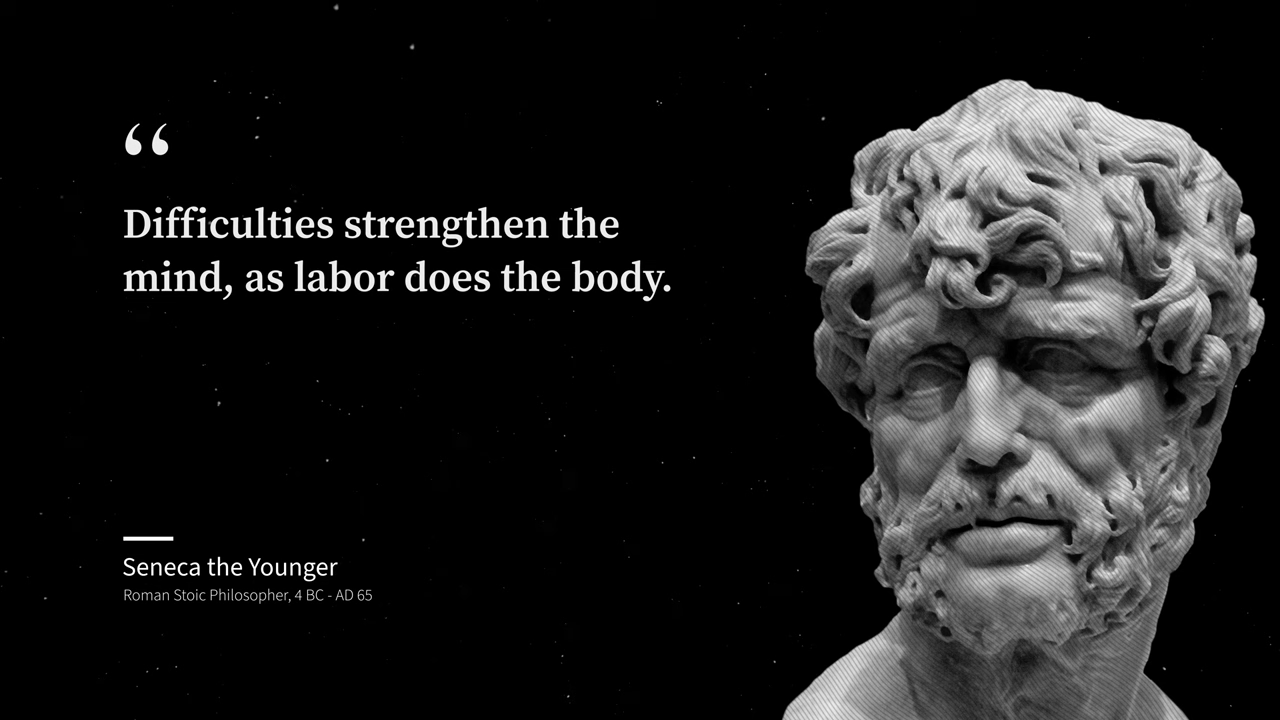 “
Difficulties strengthen the
mind, as labor does the body.
Seneca the Younger
Roman Stoic Philosopher, 4 BC - AD 65